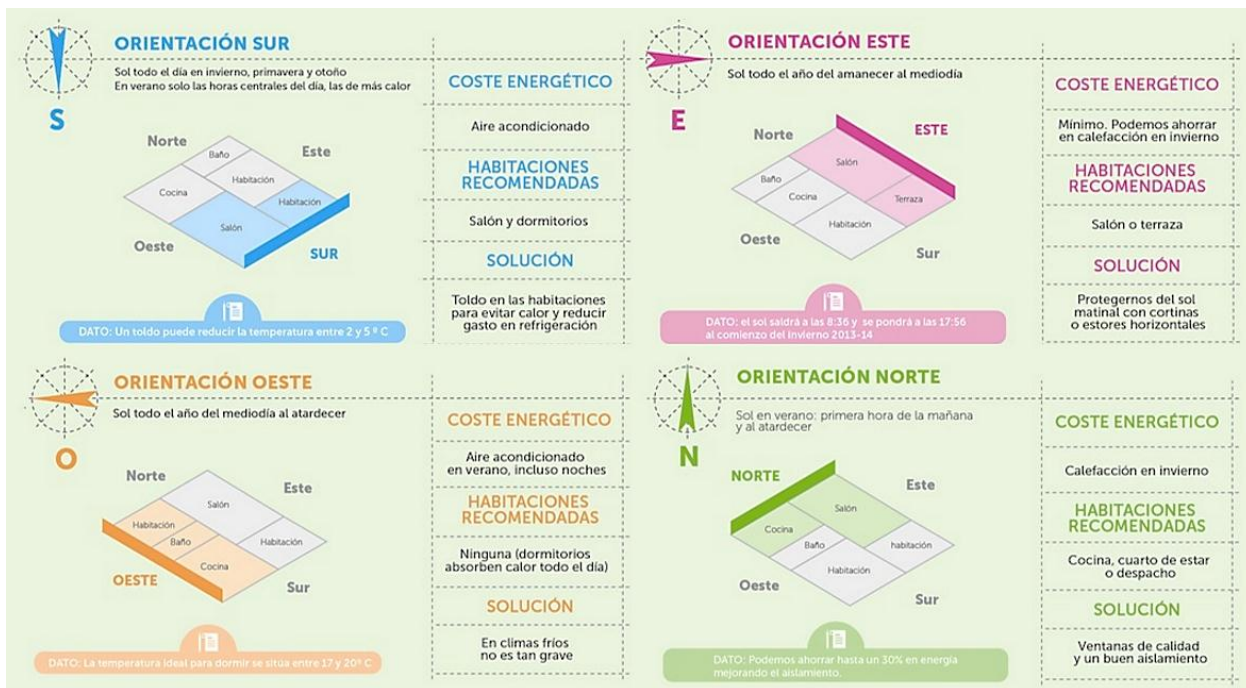 ORIENTACIÓN SUR
Sol todo el día en invierno, primavera y otoño
En verano solo las horas centrales del día, las de más calor
S
Norte
Este
Baño
Habitación
Cocina
Habitación
Salón
Oeste
SUR
DATO: Un toldo puede reducir la temperatura entre 2 y 5 º C
COSTE ENERGÉTICO
Aire acondicionado
HABITACIONES
RECOMENDADAS
Salón y dormitorios
SOLUCIÓN
Toldo en las habitaciones
para evitar calor y reducir
gasto en refrigeración
ORIENTACIÓN ESTE
Sol todo el año del amanecer al mediodía
E
Norte
ESTE
Salón
Baño
Cocina
Terraza
Habitación
Oeste
Sur
DATO: el sol saldrá a las 8:36 y se pondrá a las 17:56
al comienzo del invierno 2013-14
COSTE ENERGÉTICO
Mínimo. Podemos ahorrar
en calefacción en invierno
HABITACIONES
RECOMENDADAS
Salón o terraza
SOLUCIÓN
Protegernos del sol
matinal con cortinas
o estores horizontales
ORIENTACIÓN OESTE
Sol todo el año del mediodía al atardecer
O
Norte
Este
Salón
Habitación
Baño
Habitación
Cocina
OESTE
Sur
DATO: La temperatura ideal para dormir se sitúa entre 17 y 20º C
COSTE ENERGÉTICO
Aire acondicionado
en verano, incluso noches
HABITACIONES
RECOMENDADAS
Ninguna (dormitorios
absorben calor todo el día)
SOLUCIÓN
En climas fríos
no es tan grave
ORIENTACIÓN NORTE
Sol en verano: primera hora de la mañana
y al atardecer
N
NORTE
Este
Salón
Cocina
Baño
habitación
Habitación
Oeste
Sur
DATO: Podemos ahorrar hasta un 30% en energía
mejorando el aislamiento.
COSTE ENERGÉTICO
Calefacción en invierno
HABITACIONES
RECOMENDADAS
Cocina, cuarto de estar
o despacho
SOLUCIÓN
Ventanas de calidad
y un buen aislamiento